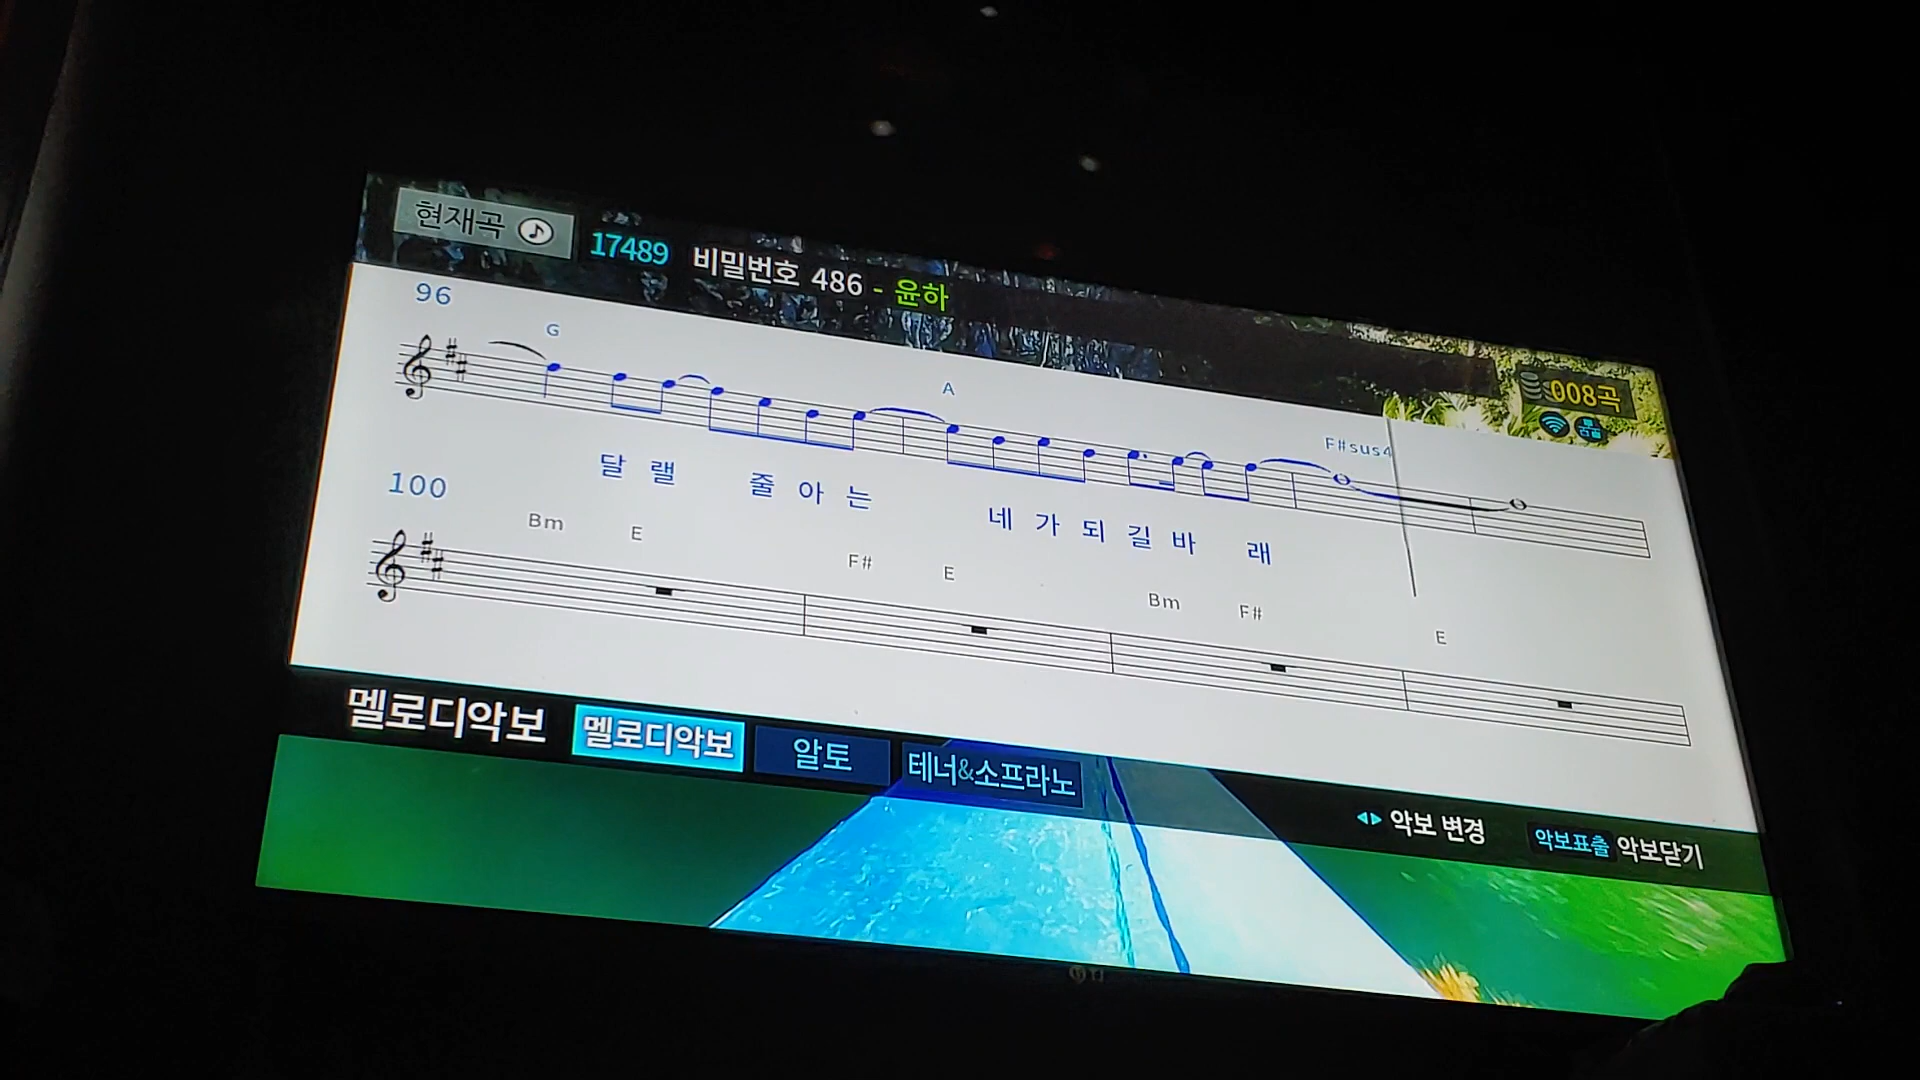 현재곡
17489 비밀번호 486 - 윤하
008곡
96
G A F#sus4
달 랠 줄 아 는 네 가 되 길 바 래
100
Bm E F# E Bm F# E
멜로디악보 멜로디악보 알토 테너&소프라노
악보 변경 악보표출 악보닫기